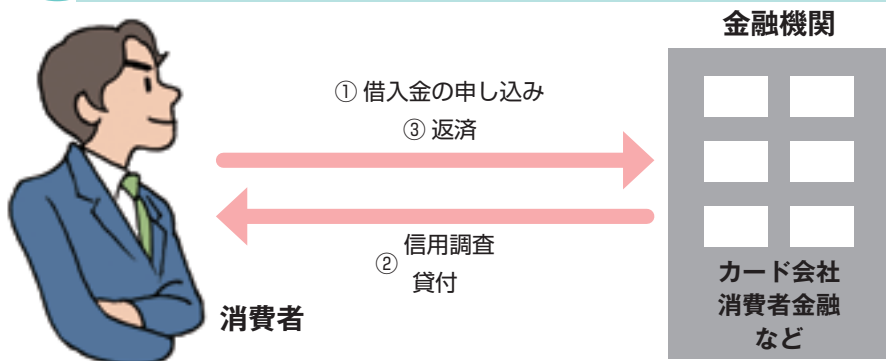 金融機関
① 借入金の申し込み
③ 返済
② 信用調査
貸付
消費者
カード会社
消費者金融
など